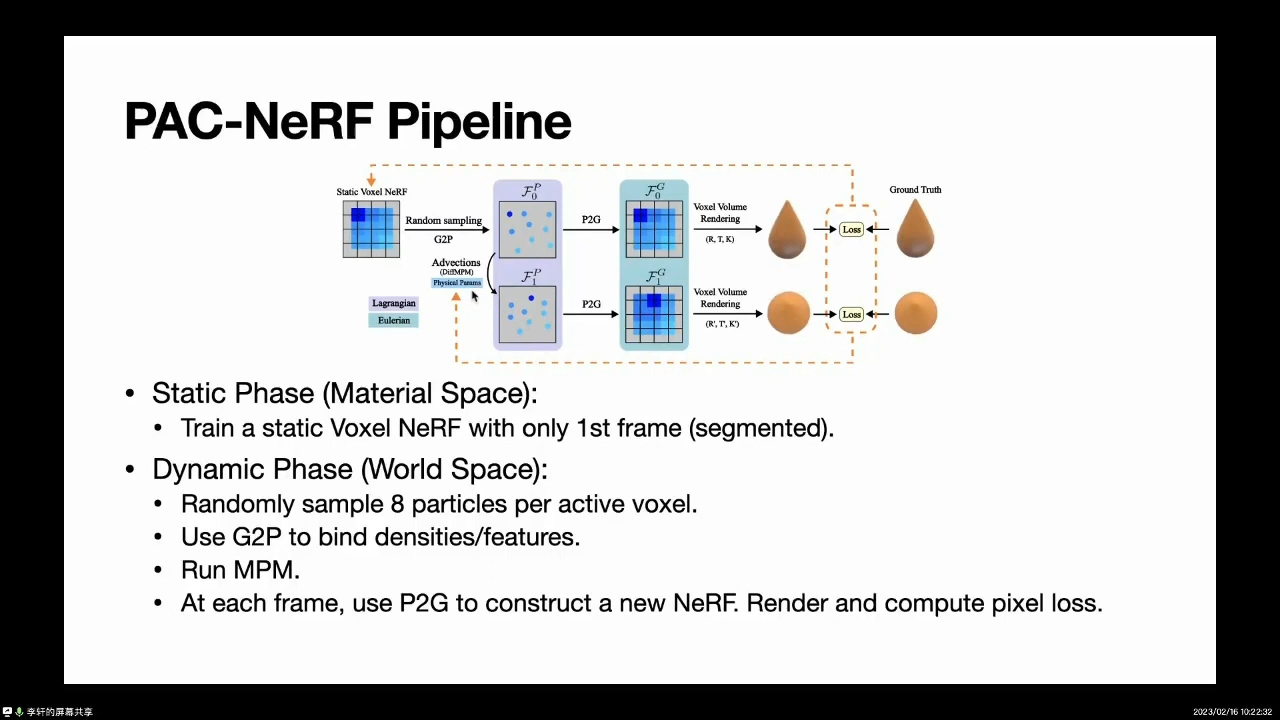 PAC-NeRF Pipeline
Static Voxel NeRF
Random sampling
G2P
Advections
(DiffMPM)
Physical Params
Lagrangian
Eulerian
F_0^P
F_1^P
P2G
P2G
F_0^G
F_1^G
Voxel Volume
Rendering
(R, T, K)
Voxel Volume
Rendering
(R', T', K')
Loss
Loss
Ground Truth
• Static Phase (Material Space):
• Train a static Voxel NeRF with only 1st frame (segmented).
• Dynamic Phase (World Space):
• Randomly sample 8 particles per active voxel.
• Use G2P to bind densities/features.
• Run MPM.
• At each frame, use P2G to construct a new NeRF. Render and compute pixel loss.
李轩的屏幕共享
2023/02/16 10:22:32